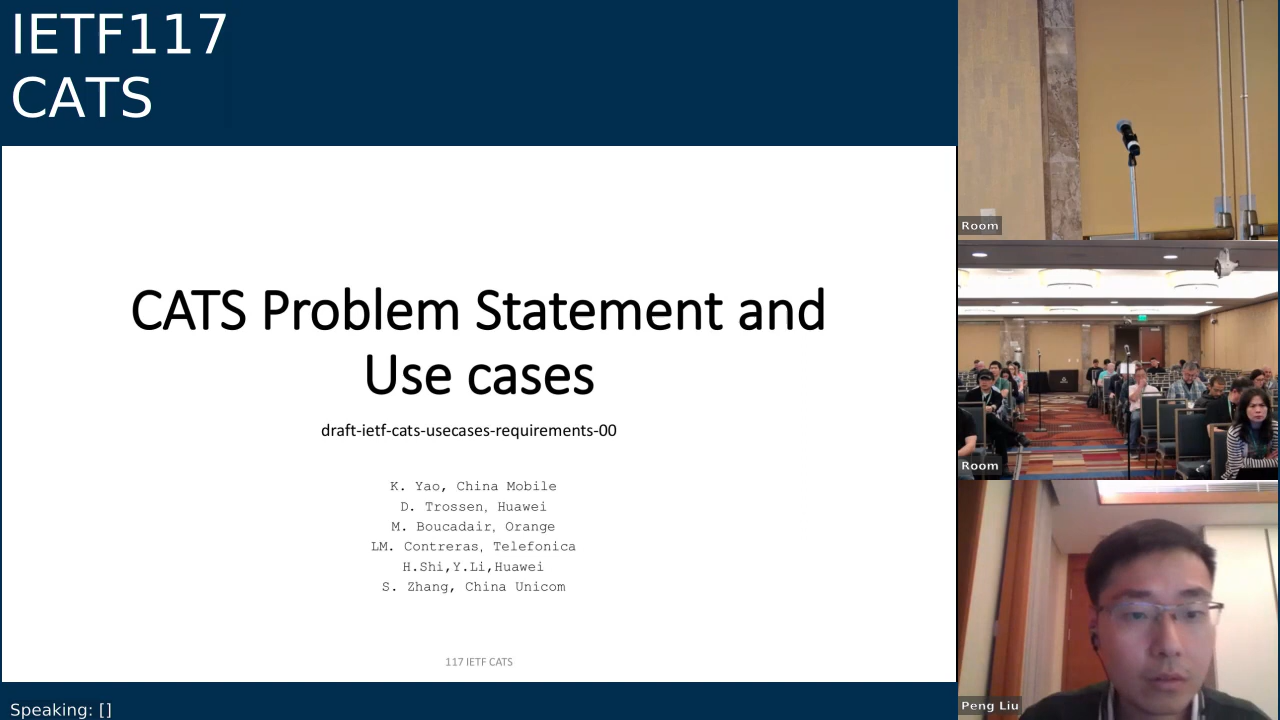 IETF117
CATS
CATS Problem Statement and
Use cases
draft-ietf-cats-usecases-requirements-00
K. Yao, China Mobile
D. Trossen, Huawei
M. Boucadair, Orange
LM. Contreras, Telefonica
H.Shi,Y.Li,Huawei
S. Zhang, China Unicom
117 IETF CATS
Speaking: []
Room
Room
Peng Liu